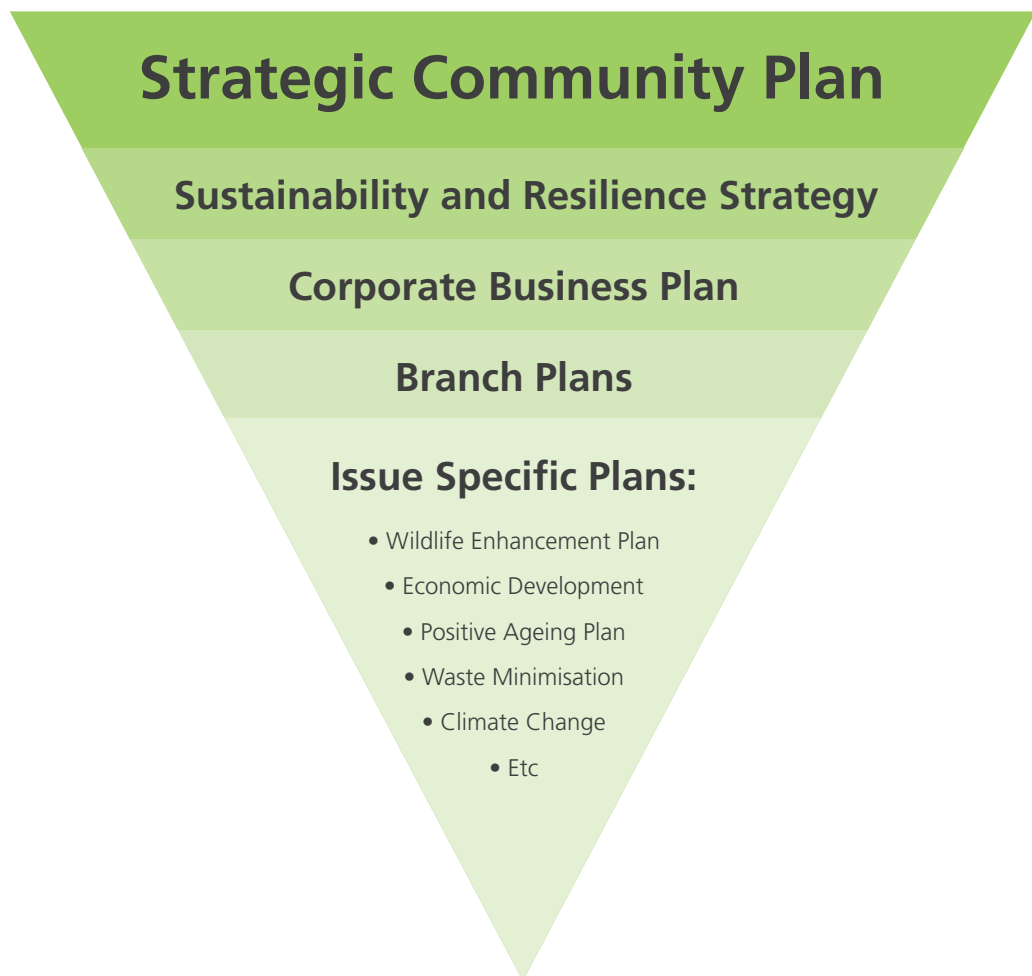 Strategic Community Plan
Sustainability and Resilience Strategy
Corporate Business Plan
Branch Plans
Issue Specific Plans:
• Wildlife Enhancement Plan
• Economic Development
• Positive Ageing Plan
• Waste Minimisation
• Climate Change
• Etc